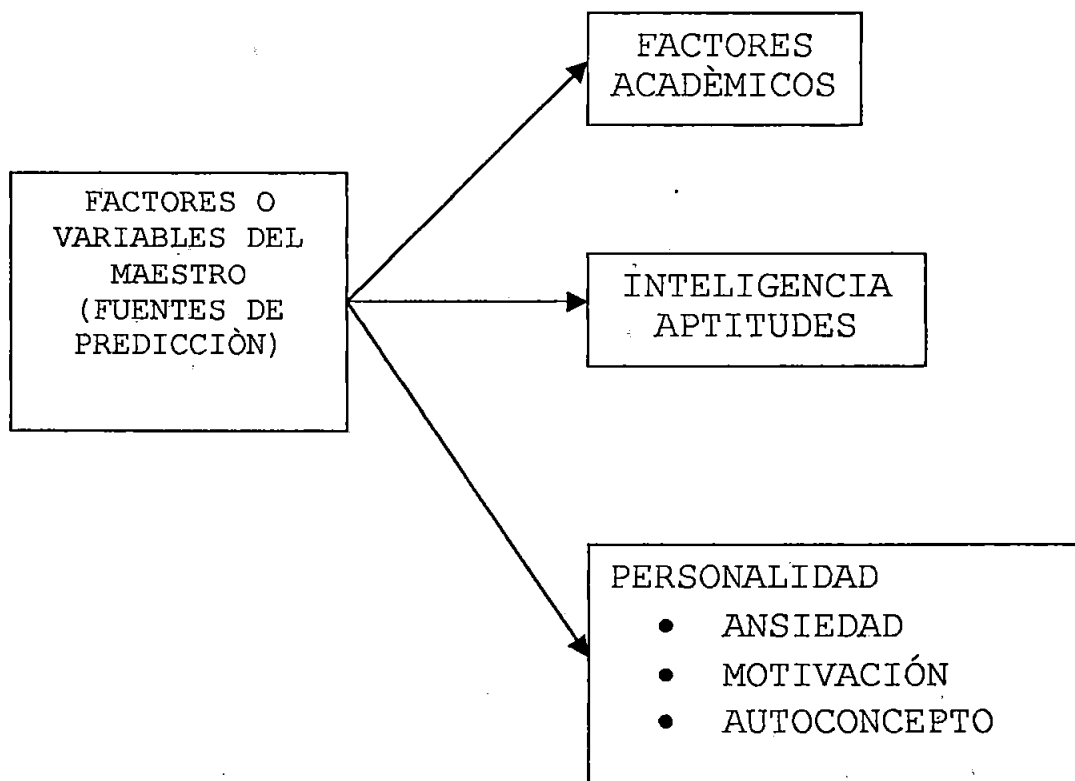 FACTORES
ACADÈMICOS
FACTORES O
VARIABLES DEL
MAESTRO
(FUENTES DE
PREDICCIÒN)
INTELIGENCIA
APTITUDES
PERSONALIDAD
• ANSIEDAD
• MOTIVACIÓN
• AUTOCONCEPTO